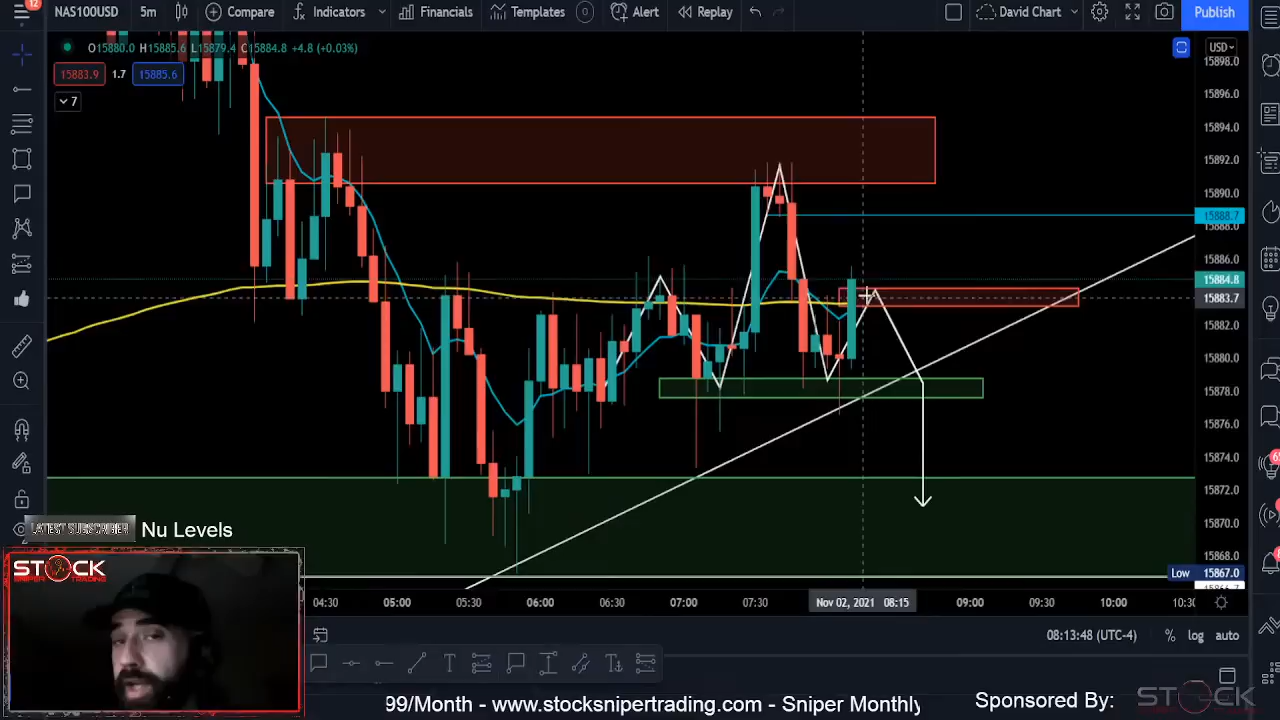 12
NAS100USD 5m Compare Indicators Financials Templates Alert Replay David Chart Publish
O15880.0 H15885.6 L15879.4 C15884.8 +4.8 (+0.03%)
USD
15883.9 1.7 15885.6
7
15898.0
15896.0
15894.0
15892.0
15890.0
15888.7
15888.0
15886.0
15884.8
15883.7
15882.0
15880.0
15878.0
15876.0
15874.0
15872.0
15870.0
15868.0
Low 15867.0
LATEST SUBSCRIBER Nu Levels
STOCK
SNIPER TRADING
04:30 05:00 05:30 06:00 06:30 07:00 07:30 Nov 02, 2021 08:15 09:00 09:30 10:00 10:30
08:13:48 (UTC-4) % log auto
99/Month - www.stocksnipertrading.com - Sniper Monthly
Sponsored By:
STOCK